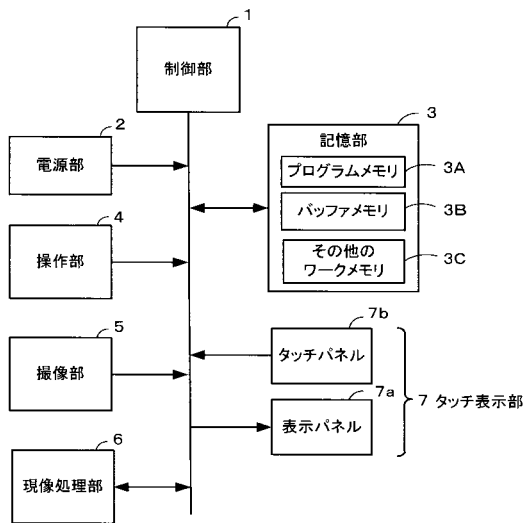 1
制御部
2
電源部
3
記憶部
プログラムメモリ
3A
バッファメモリ
3B
その他の
ワークメモリ
3C
4
操作部
5
撮像部
7b
タッチパネル
7a
表示パネル
7 タッチ表示部
6
現像処理部